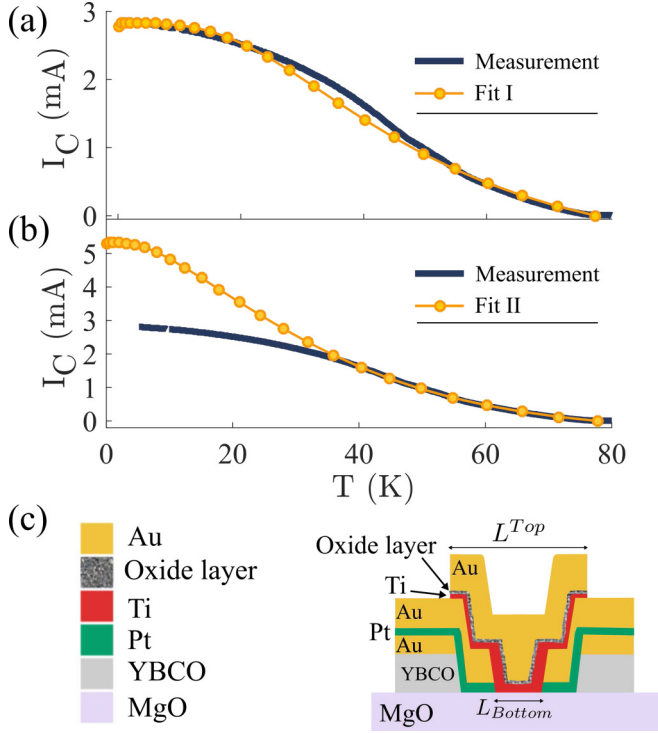 (a)
3
2
1
0
I_C (mA)
Measurement
Fit I
(b)
5
4
3
2
1
0
I_C (mA)
Measurement
Fit II
0 20 40 60 80
T (K)
(c)
Au
Oxide layer
Ti
Pt
YBCO
MgO
L^{Top}
Oxide layer
Au
Ti
Au
Pt
Au
YBCO
L_{Bottom}
MgO